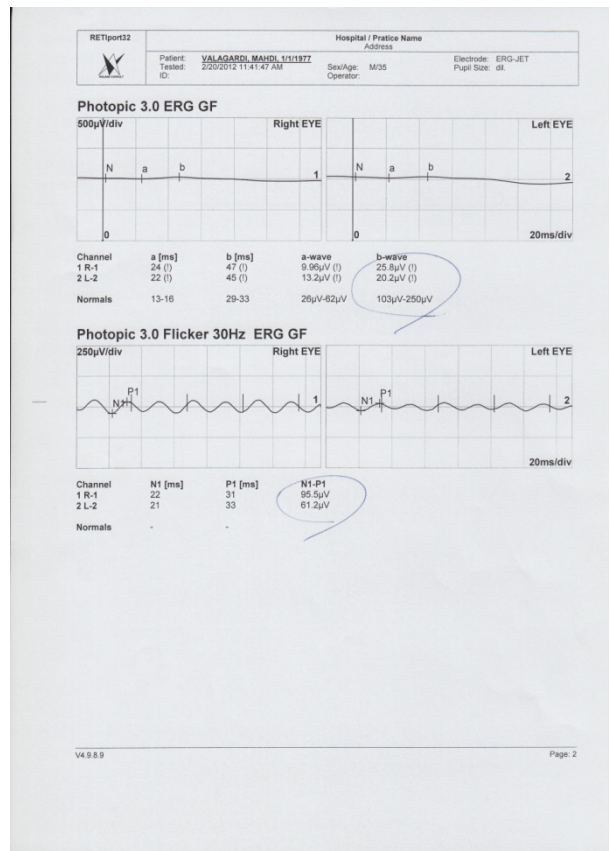 RETIport32
Hospital / Pratice Name
Address
Patient: VALAGARDI, MAHDI, 1/1/1977
Tested: 2/20/2012 11:41:47 AM
ID:
Sex/Age: M/35
Operator:
Electrode: ERG-JET
Pupil Size: dil.
Photopic 3.0 ERG GF
500µV/div Right EYE Left EYE
N a b 1 N a b 2
0 0 20ms/div
Channel a [ms] b [ms] a-wave b-wave
1 R-1 24 (!) 47 (!) 9.96µV (!) 25.8µV (!)
2 L-2 22 (!) 45 (!) 13.2µV (!) 20.2µV (!)
Normals 13-16 29-33 26µV-62µV 103µV-250µV
Photopic 3.0 Flicker 30Hz ERG GF
250µV/div Right EYE Left EYE
N1 P1 1 N1 P1 2
20ms/div
Channel N1 [ms] P1 [ms] N1-P1
1 R-1 22 31 95.5µV
2 L-2 21 33 61.2µV
Normals - -
V4.9.8.9 Page: 2